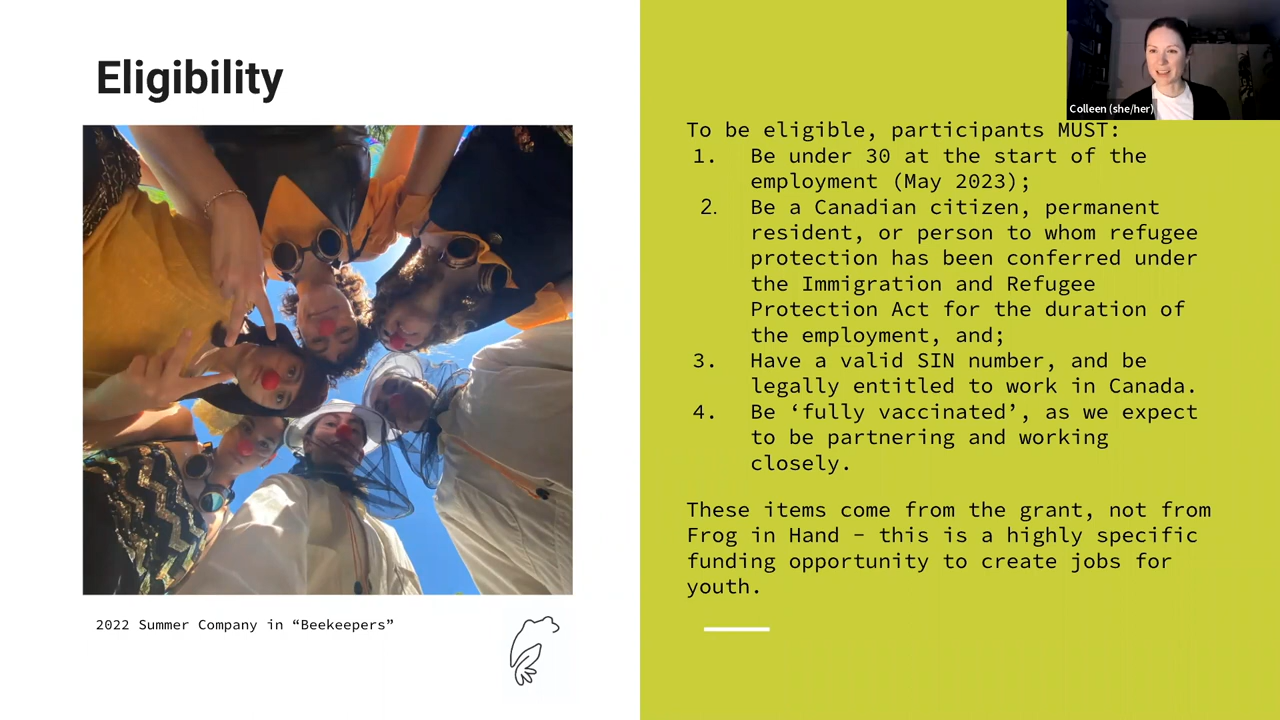 Eligibility
2022 Summer Company in “Beekeepers”
Colleen (she/her)
To be eligible, participants MUST:
1. Be under 30 at the start of the
employment (May 2023);
2. Be a Canadian citizen, permanent
resident, or person to whom refugee
protection has been conferred under
the Immigration and Refugee
Protection Act for the duration of
the employment, and;
3. Have a valid SIN number, and be
legally entitled to work in Canada.
4. Be ‘fully vaccinated’, as we expect
to be partnering and working
closely.
These items come from the grant, not from
Frog in Hand – this is a highly specific
funding opportunity to create jobs for
youth.